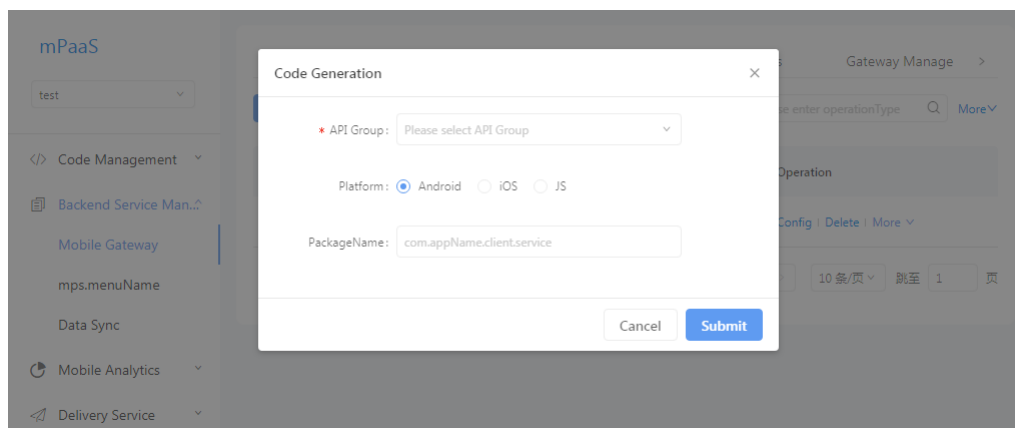 mPaaS
test
Code Management
Backend Service Man...
Mobile Gateway
mps.menuName
Data Sync
Mobile Analytics
Delivery Service
Gateway Manage
enter operationType
More
Operation
Config Delete More
10 条/页 跳至 1 页
Code Generation
* API Group: Please select API Group
Platform: Android iOS JS
PackageName: com.appName.client.service
Cancel Submit